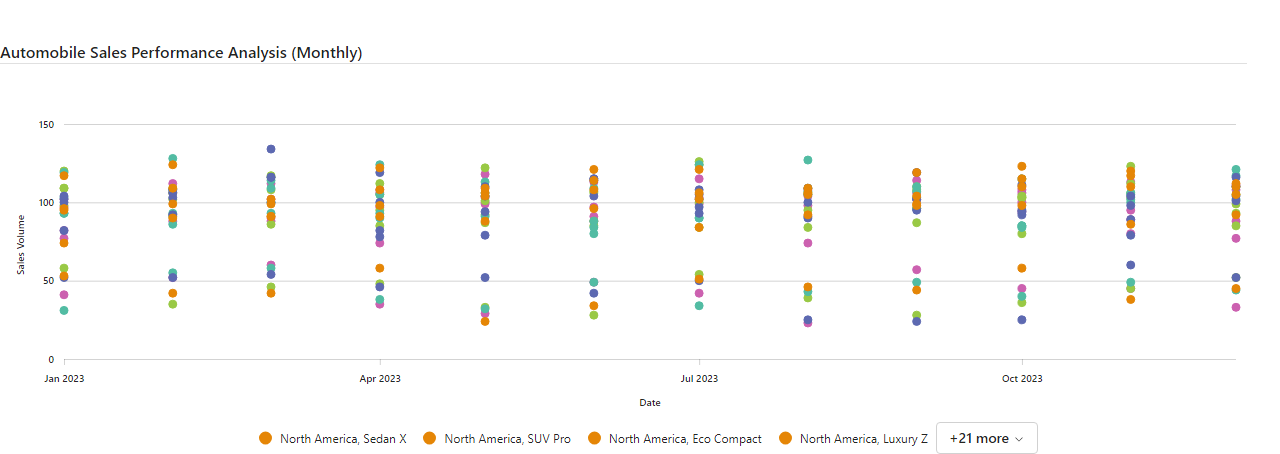 Automobile Sales Performance Analysis (Monthly)
150
100
50
0
Sales Volume
Jan 2023 Apr 2023 Jul 2023 Oct 2023
Date
North America, Sedan X North America, SUV Pro North America, Eco Compact North America, Luxury Z +21 more